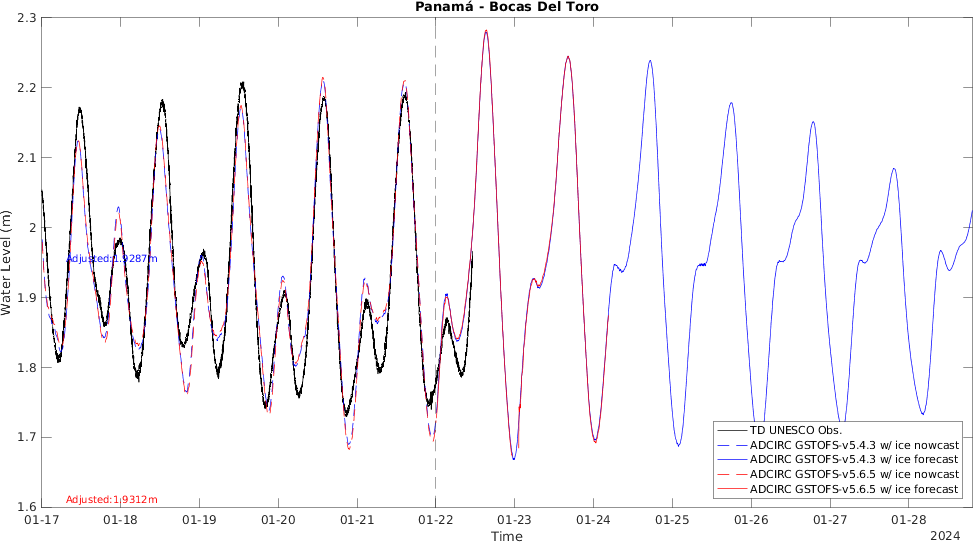 Panamá - Bocas Del Toro
Water Level (m)
2.3
2.2
2.1
2
1.9
1.8
1.7
1.6
Adjusted:1.9287m
Adjusted:1.9312m
TD UNESCO Obs.
ADCIRC GSTOFS-v5.4.3 w/ ice nowcast
ADCIRC GSTOFS-v5.4.3 w/ ice forecast
ADCIRC GSTOFS-v5.6.5 w/ ice nowcast
ADCIRC GSTOFS-v5.6.5 w/ ice forecast
01-17 01-18 01-19 01-20 01-21 01-22 01-23 01-24 01-25 01-26 01-27 01-28
Time
2024